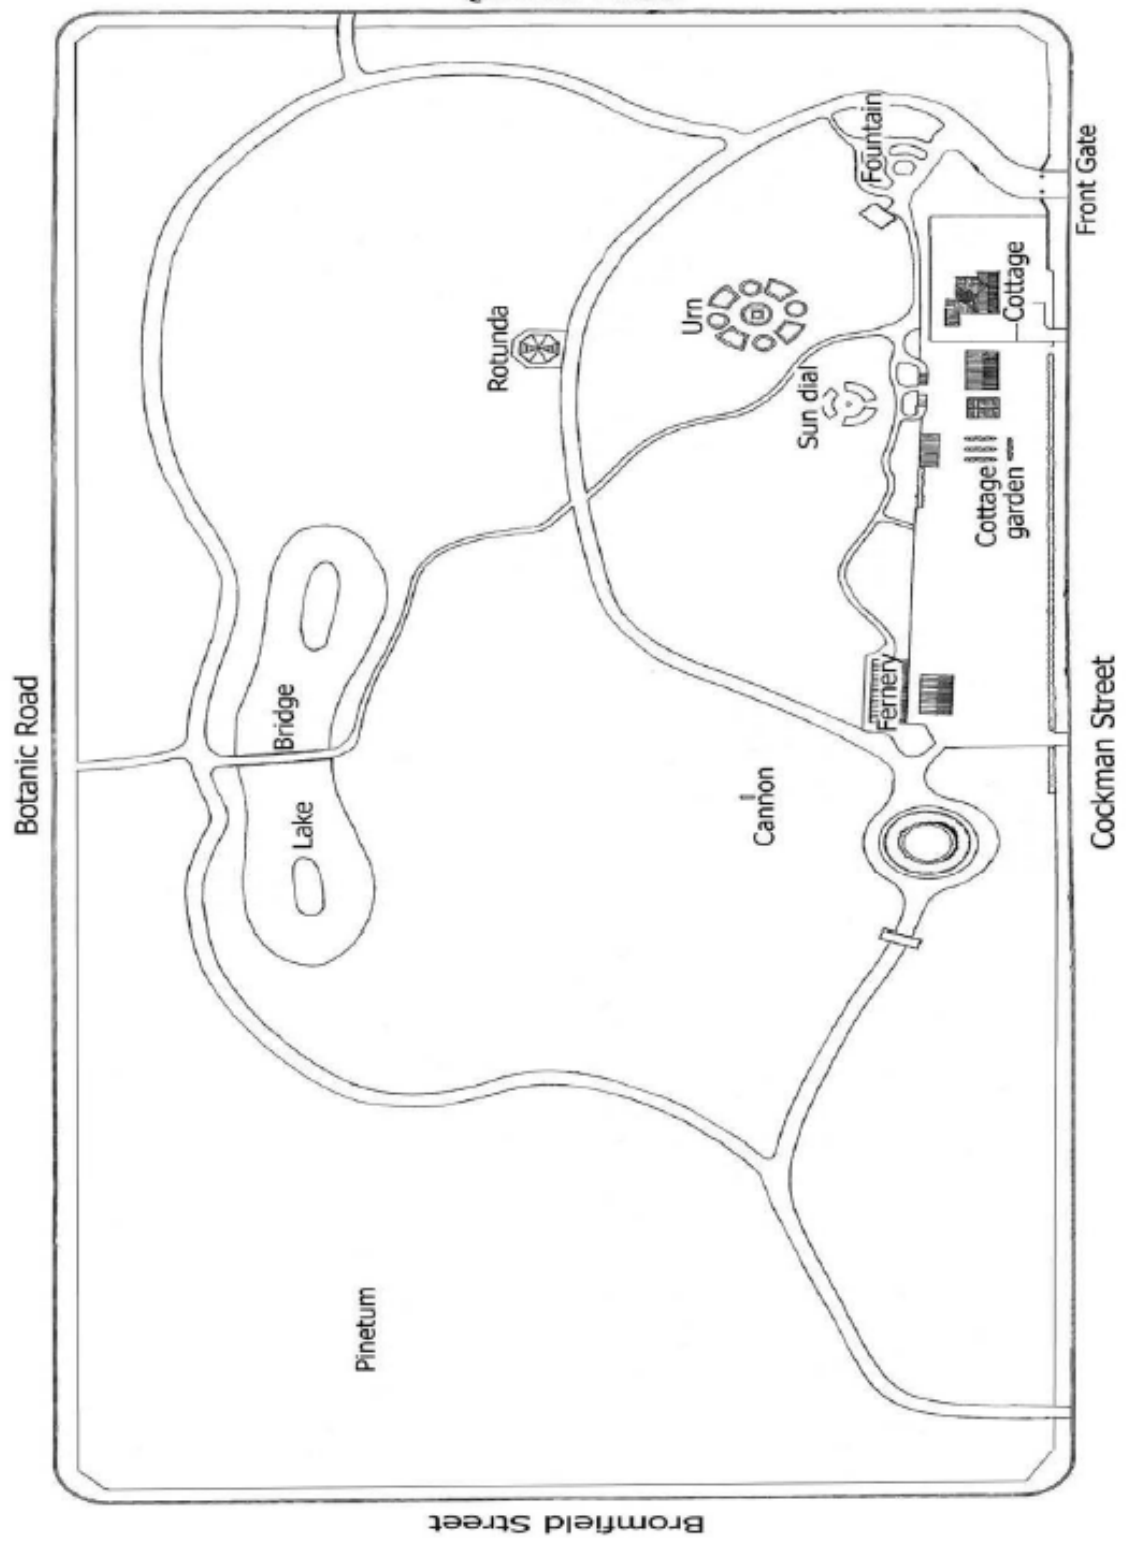 Botanic Road
Fountain
Front Gate
Urn
Rotunda
Cottage
Sun dial
Cottage
garden
Bridge
Fernery
Lake
Cannon
Cockman Street
Pinetum
Bromfield Street